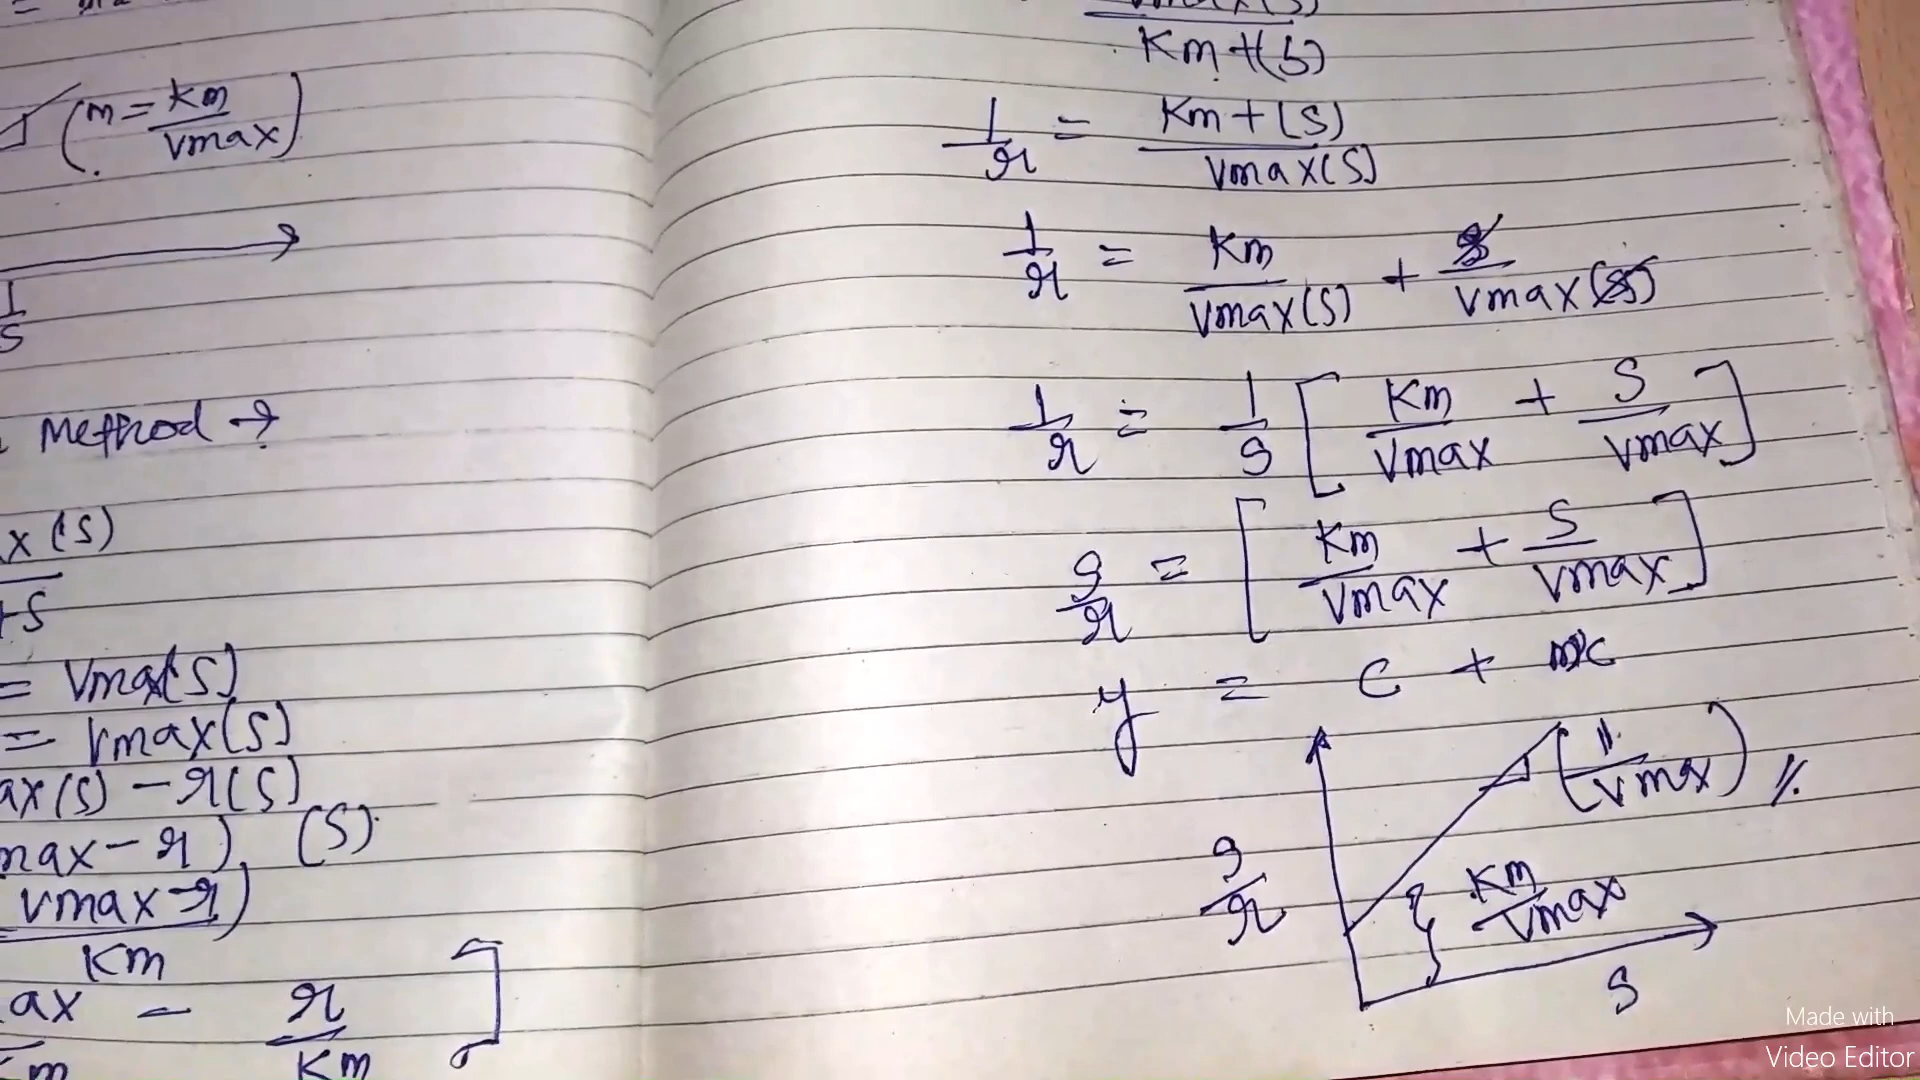 (m = Km / Vmax)
1/S
Method →
x (S)
+S
= Vmax(S)
= Vmax(S)
ax(S) - r(S)
max - r) (S)
Vmax - r)
Km
ax - r/Km ]
Km + (S)
1/r = Km + (S) / Vmax(S)
1/r = Km / Vmax(S) + S / Vmax(S)
1/r = 1/S [ Km / Vmax + S / Vmax ]
S/r = [ Km / Vmax + S / Vmax ]
y = C + mx
(1 / Vmax)
S/r
Km / Vmax
S
Made with
Video Editor